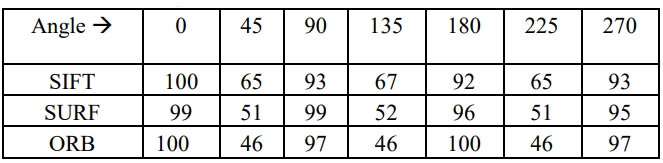 Angle → 0 45 90 135 180 225 270
SIFT 100 65 93 67 92 65 93
SURF 99 51 99 52 96 51 95
ORB 100 46 97 46 100 46 97